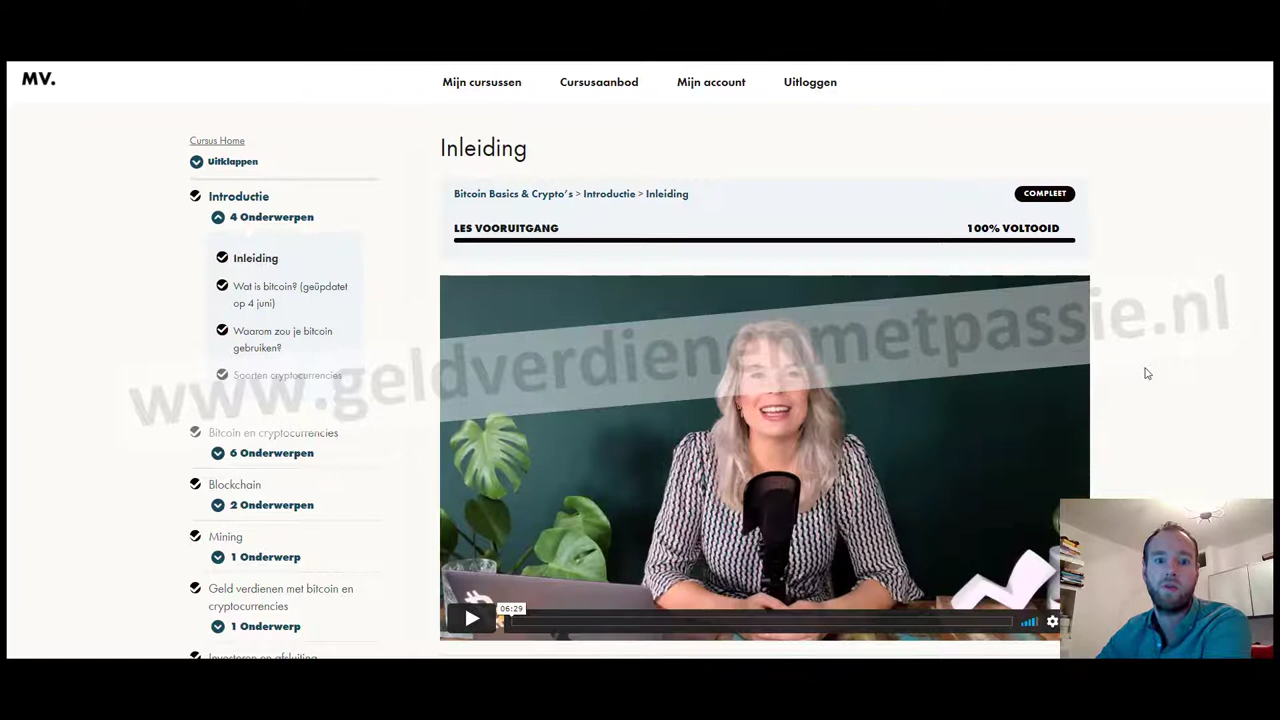 MV.
Mijn cursussen
Cursusaanbod
Mijn account
Uitloggen
Cursus Home
Uitklappen
Introductie
4 Onderwerpen
Inleiding
Wat is bitcoin? (geüpdatet
op 4 juni)
Waarom zou je bitcoin
gebruiken?
Soorten cryptocurrencies
Bitcoin en cryptocurrencies
6 Onderwerpen
Blockchain
2 Onderwerpen
Mining
1 Onderwerp
Geld verdienen met bitcoin en
cryptocurrencies
1 Onderwerp
Investeren en afsluiting
Inleiding
Bitcoin Basics & Crypto's > Introductie > Inleiding
COMPLEET
LES VOORUITGANG
100% VOLTOOID
www.geldverdienenmetpassie.nl
06:29